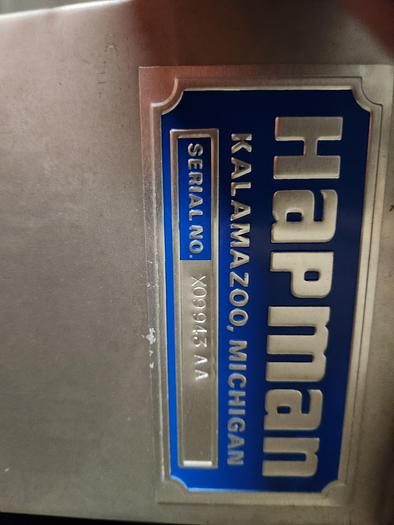 Hapman
KALAMAZOO, MICHIGAN
SERIAL NO. X09943 AA